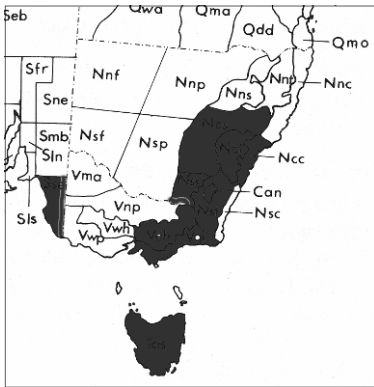 Seb
Qwa
Qma
Qdd
Qmo
Sfr
Nnf
Nnp
Nns
Nnc
Sne
Smb
Nsf
Nsp
Sln
Ncc
Vma
Can
Sls
Vnp
Nsc
Vwh
Vwp
Tas